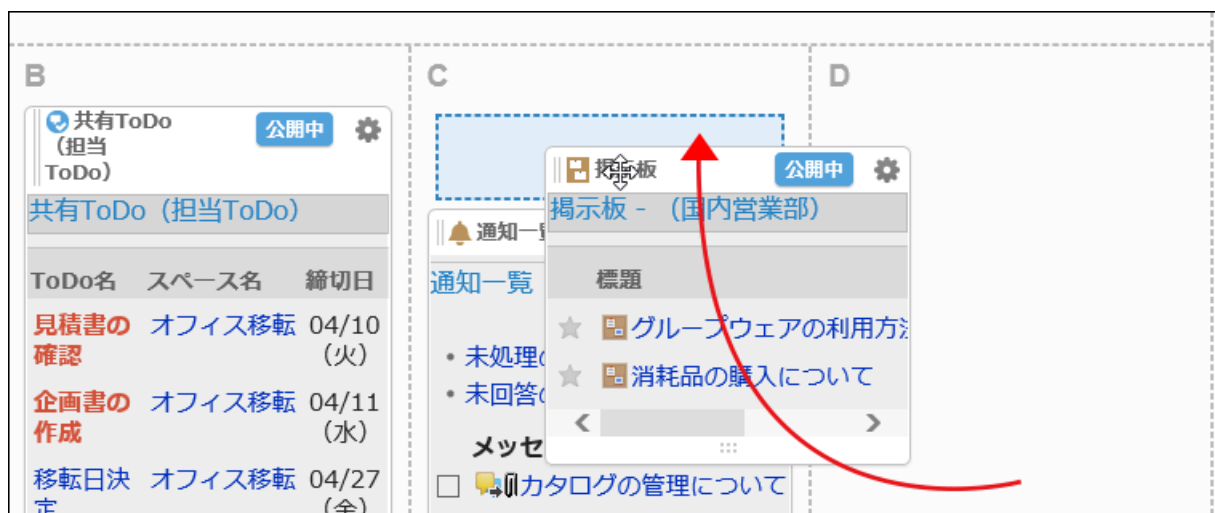 B
C
D
共有ToDo
（担当
ToDo）
公開中
共有ToDo（担当ToDo）
ToDo名 スペース名 締切日
見積書の オフィス移転 04/10
確認 （火）
企画書の オフィス移転 04/11
作成 （水）
移転日決 オフィス移転 04/27
定 （金）
通知一
通知一覧
・未処理の
・未回答の
メッセ
カタログの管理について
掲示板
公開中
掲示板 - （国内営業部）
標題
グループウェアの利用方法
消耗品の購入について